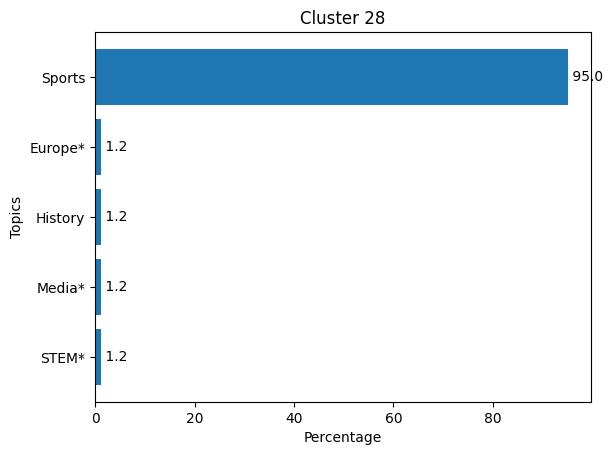 Cluster 28
Sports
95.0
Europe*
1.2
History
1.2
Media*
1.2
STEM*
1.2
Topics
0
20
40
60
80
Percentage